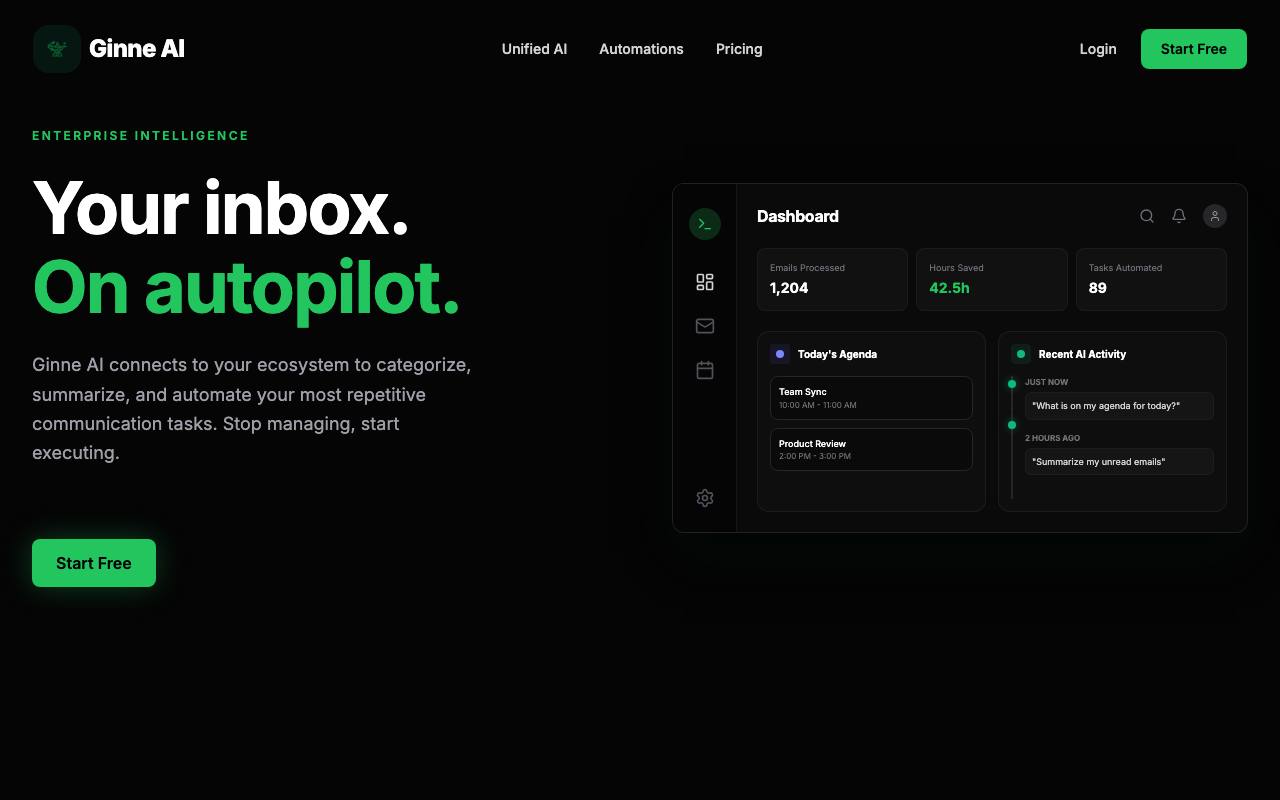 Ginne AI
Unified AI
Automations
Pricing
Login
Start Free
ENTERPRISE INTELLIGENCE
Your inbox.
On autopilot.
Ginne AI connects to your ecosystem to categorize,
summarize, and automate your most repetitive
communication tasks. Stop managing, start
executing.
Start Free
Dashboard
Emails Processed
1,204
Hours Saved
42.5h
Tasks Automated
89
Today's Agenda
Team Sync
10:00 AM - 11:00 AM
Product Review
2:00 PM - 3:00 PM
Recent AI Activity
JUST NOW
"What is on my agenda for today?"
2 HOURS AGO
"Summarize my unread emails"